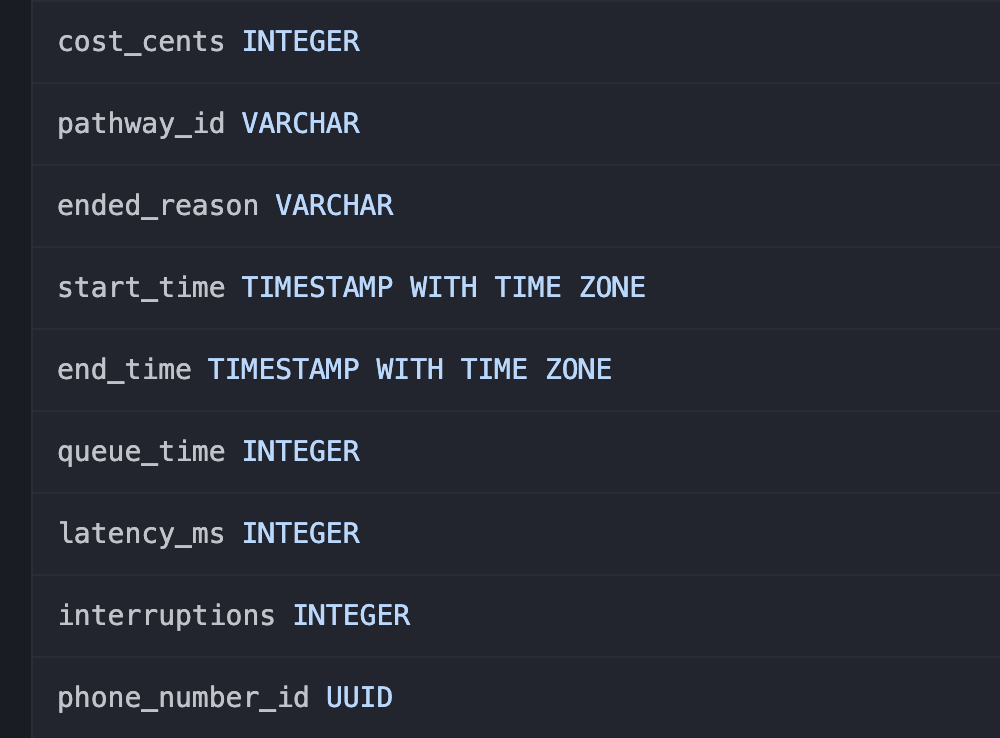 cost_cents INTEGER
pathway_id VARCHAR
ended_reason VARCHAR
start_time TIMESTAMP WITH TIME ZONE
end_time TIMESTAMP WITH TIME ZONE
queue_time INTEGER
latency_ms INTEGER
interruptions INTEGER
phone_number_id UUID